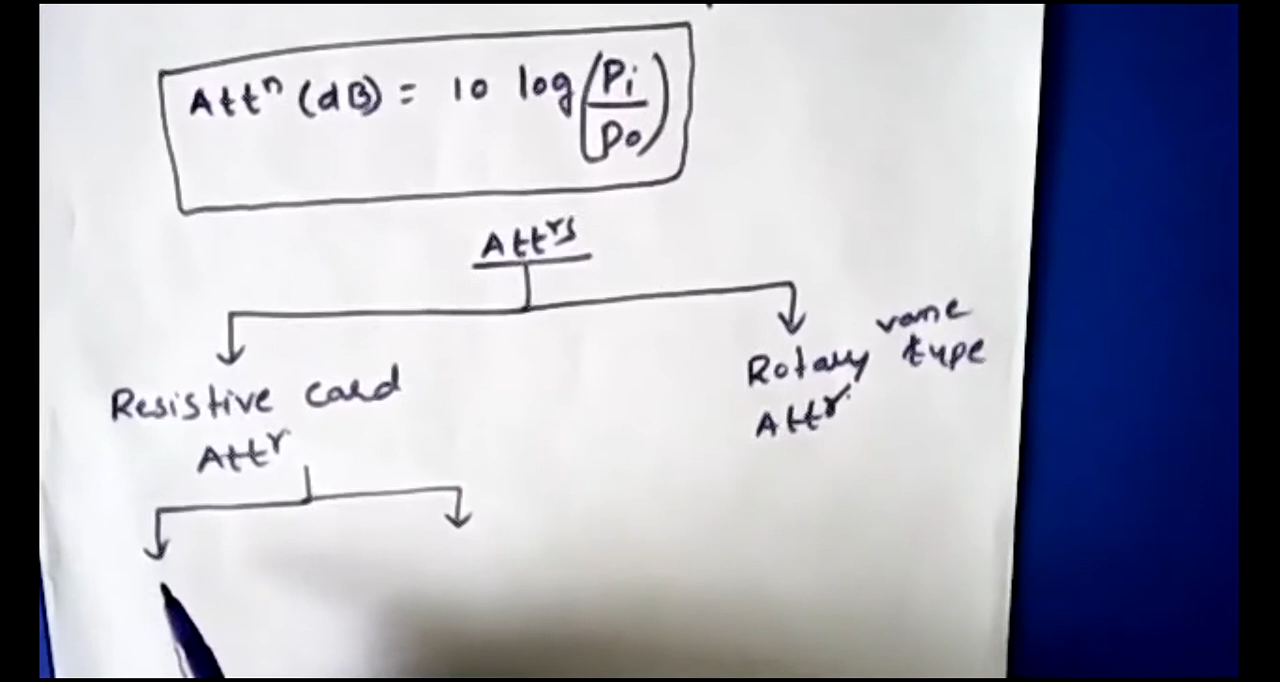 Attⁿ (dB) = 10 log (Pi / Po)
Attʳˢ
Resistive card
Attʳ
Rotary vane type
Attʳ